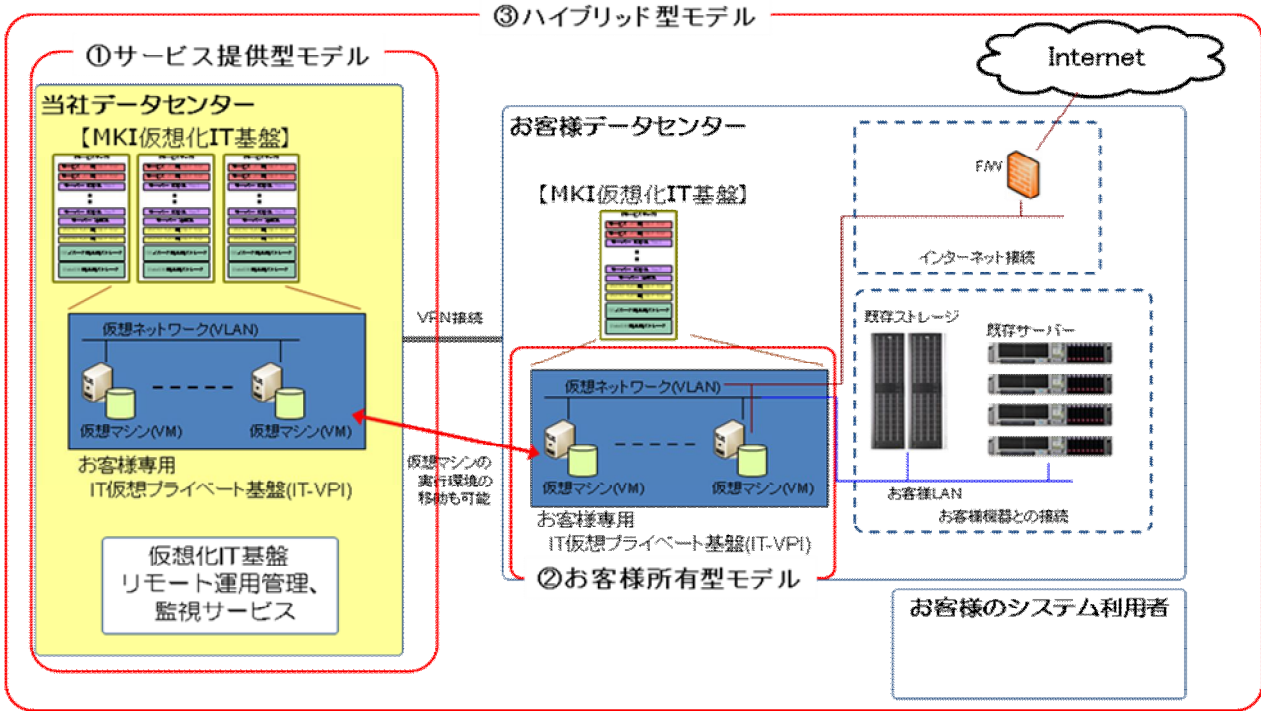 ③ハイブリッド型モデル
①サービス提供型モデル
Internet
当社データセンター
【MKI仮想化IT基盤】
お客様データセンター
【MKI仮想化IT基盤】
F/W
インターネット接続
仮想ネットワーク(VLAN)
仮想マシン(VM)
仮想マシン(VM)
お客様専用
IT仮想プライベート基盤(IT-VPI)
VPN接続
仮想マシンの
実行環境の
移動も可能
仮想ネットワーク(VLAN)
仮想マシン(VM)
仮想マシン(VM)
お客様専用
IT仮想プライベート基盤(IT-VPI)
②お客様所有型モデル
既存ストレージ
既存サーバー
お客様LAN
お客様機器との接続
仮想化IT基盤
リモート運用管理、
監視サービス
お客様のシステム利用者